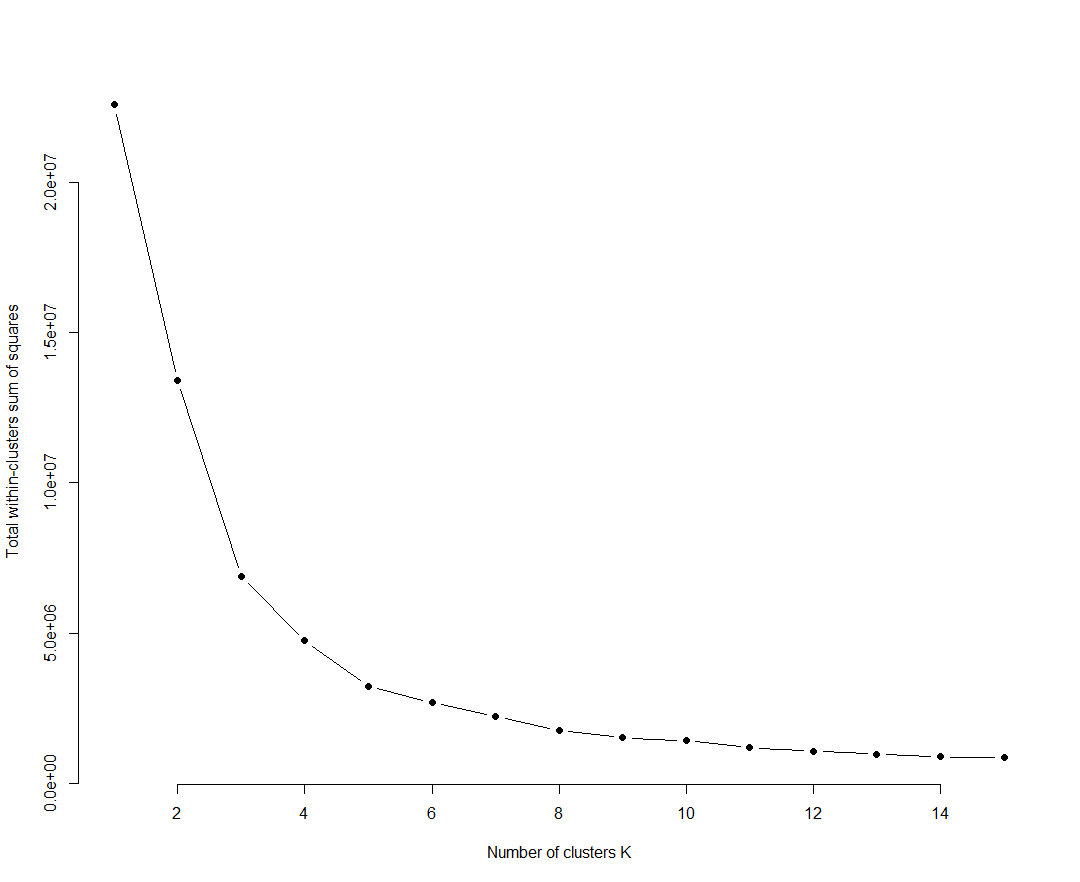 Total within-clusters sum of squares
2.0e+07
1.5e+07
1.0e+07
5.0e+06
0.0e+00
2 4 6 8 10 12 14
Number of clusters K